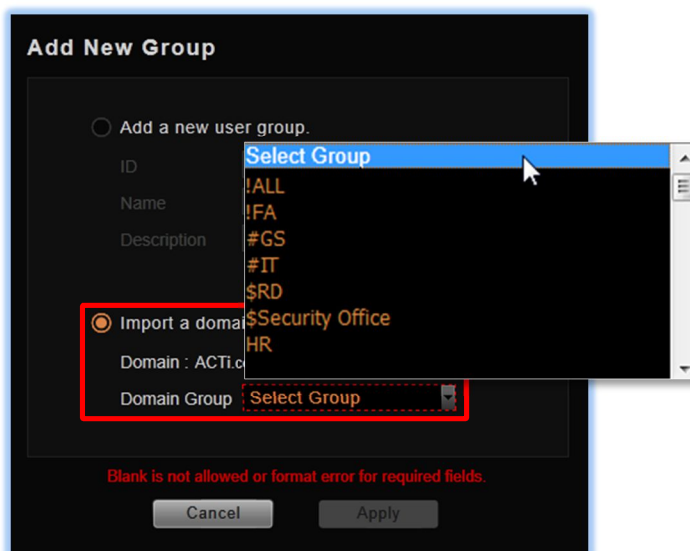 Add New Group
Add a new user group.
ID
Name
Description
Select Group
!ALL
!FA
#GS
#IT
$RD
$Security Office
HR
Import a domai
Domain : ACTi.c
Domain Group Select Group
Blank is not allowed or format error for required fields.
Cancel Apply